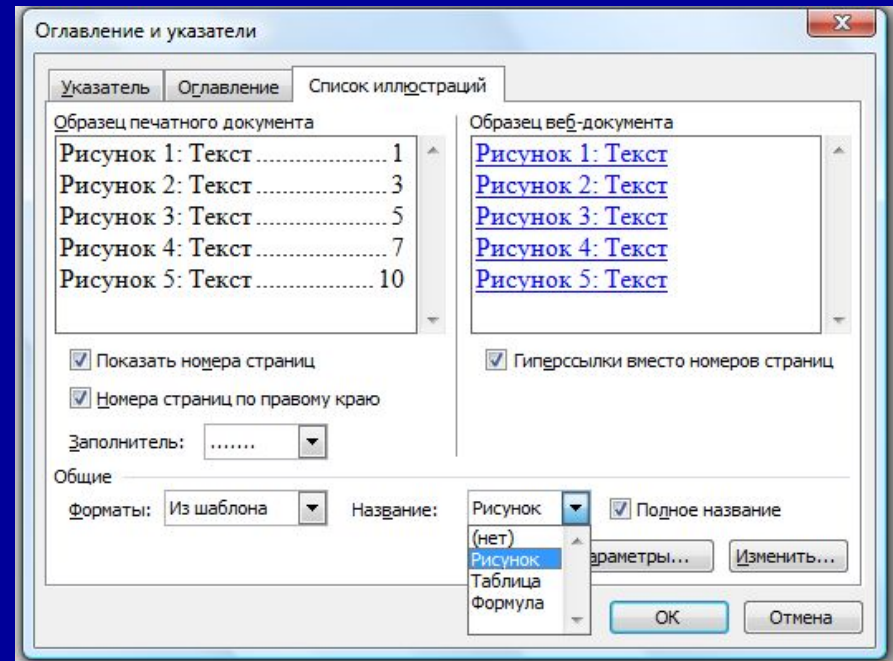 Оглавление и указатели
Указатель Оглавление Список иллюстраций
Образец печатного документа
Рисунок 1: Текст.....................1
Рисунок 2: Текст.....................3
Рисунок 3: Текст.....................5
Рисунок 4: Текст.....................7
Рисунок 5: Текст...................10
Образец веб-документа
Рисунок 1: Текст
Рисунок 2: Текст
Рисунок 3: Текст
Рисунок 4: Текст
Рисунок 5: Текст
Показать номера страниц
Номера страниц по правому краю
Заполнитель: .......
Гиперссылки вместо номеров страниц
Общие
Форматы: Из шаблона Название: Рисунок Полное название
(нет)
Рисунок
Таблица
Формула
араметры... Изменить...
ОК Отмена